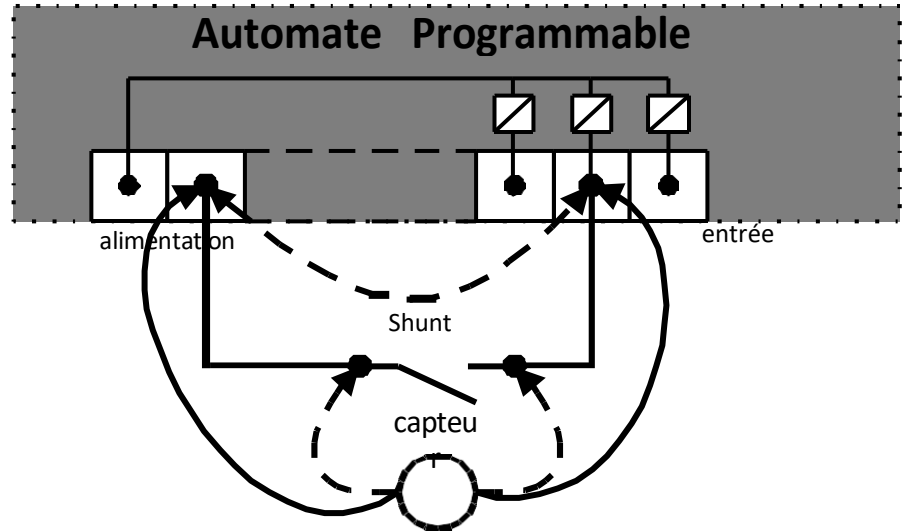 Automate Programmable
alimentation
entrée
Shunt
capteu
r